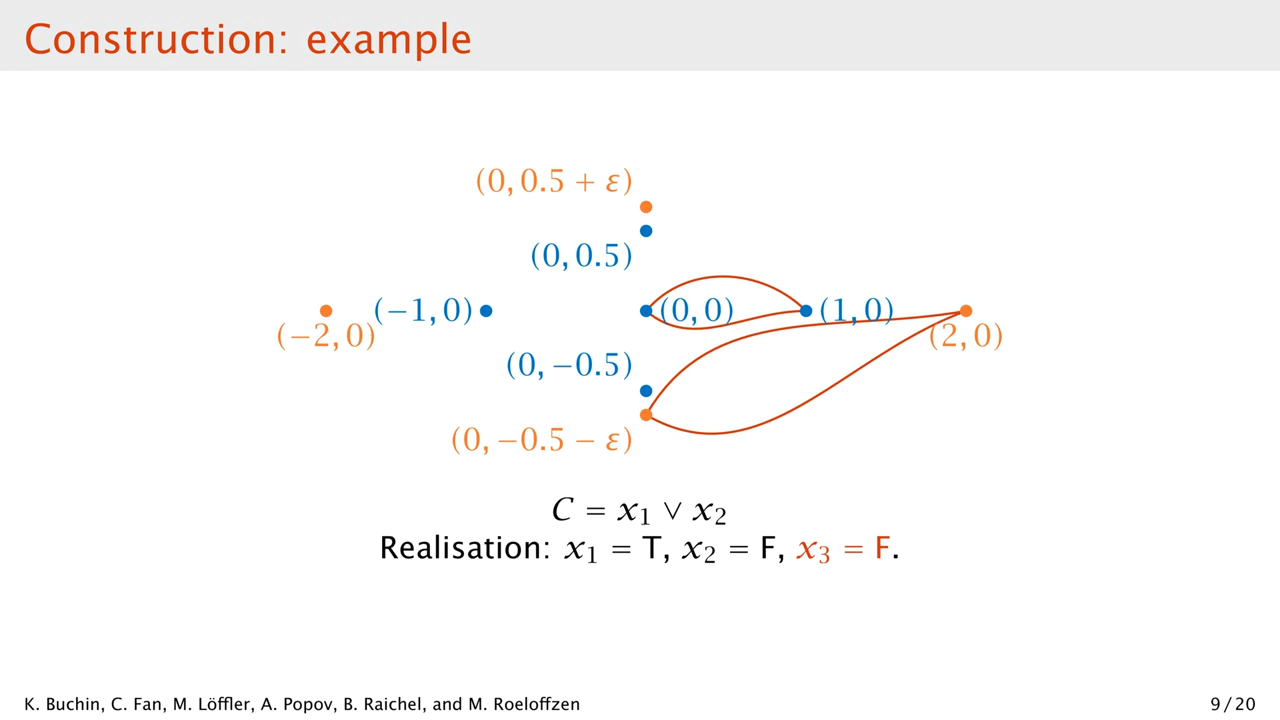 Construction: example
(0, 0.5 + ε)
(0, 0.5)
(−2, 0)
(−1, 0)
(0, 0)
(1, 0)
(2, 0)
(0, −0.5)
(0, −0.5 − ε)
C = x₁ ∨ x₂
Realisation: x₁ = T, x₂ = F, x₃ = F.
K. Buchin, C. Fan, M. Löffler, A. Popov, B. Raichel, and M. Roeloffzen
9 / 20